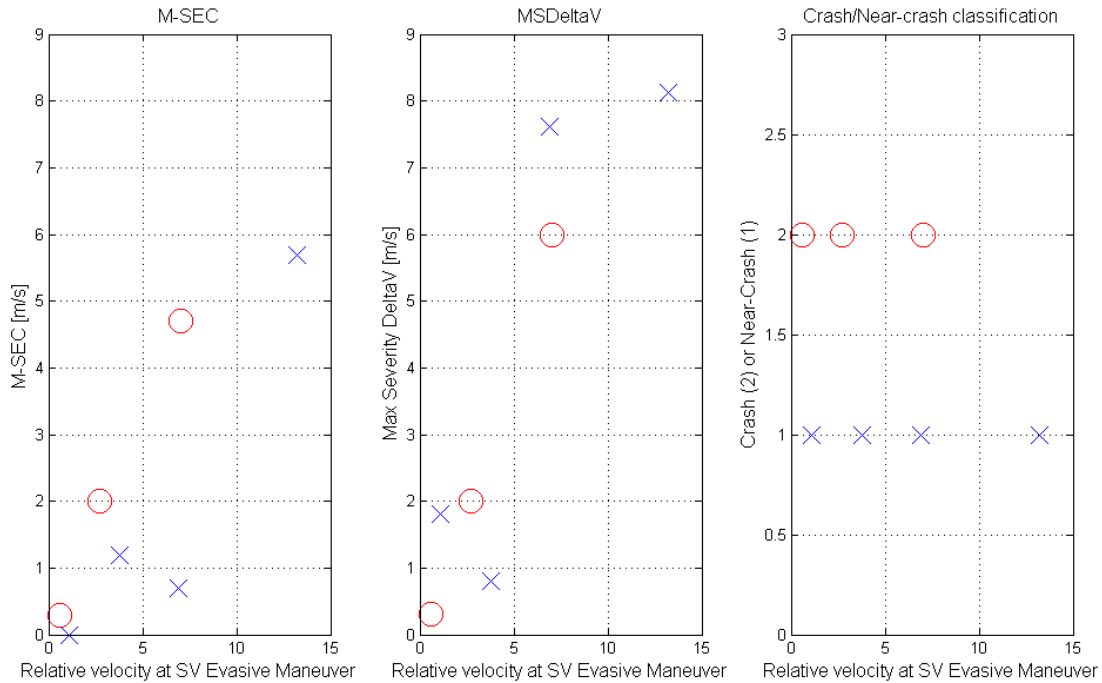 M-SEC
M-SEC [m/s]
9
8
7
6
5
4
3
2
1
0
0 5 10 15
Relative velocity at SV Evasive Maneuver
MSDeltaV
Max Severity DeltaV [m/s]
9
8
7
6
5
4
3
2
1
0
0 5 10 15
Relative velocity at SV Evasive Maneuver
Crash/Near-crash classification
Crash (2) or Near-Crash (1)
3
2.5
2
1.5
1
0.5
0
0 5 10 15
Relative velocity at SV Evasive Maneuver